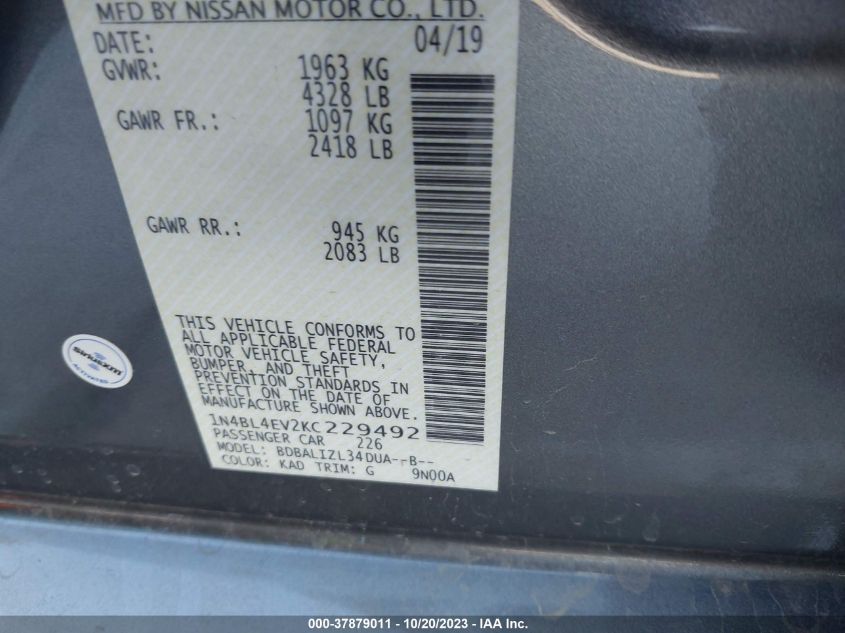 MFD BY NISSAN MOTOR CO., LTD.
DATE: 04/19
GVWR: 1963 KG
4328 LB
GAWR FR.: 1097 KG
2418 LB
GAWR RR.: 945 KG
2083 LB
THIS VEHICLE CONFORMS TO
ALL APPLICABLE FEDERAL
MOTOR VEHICLE SAFETY,
BUMPER, AND THEFT
PREVENTION STANDARDS IN
EFFECT ON THE DATE OF
MANUFACTURE SHOWN ABOVE.
1N4BL4EV2KC229492
PASSENGER CAR 226
MODEL: BDBALIZL34DUA--B--
COLOR: KAD TRIM: G 9N00A
SiriusXM
ACTIVATED
000-37879011 - 10/20/2023 - IAA Inc.